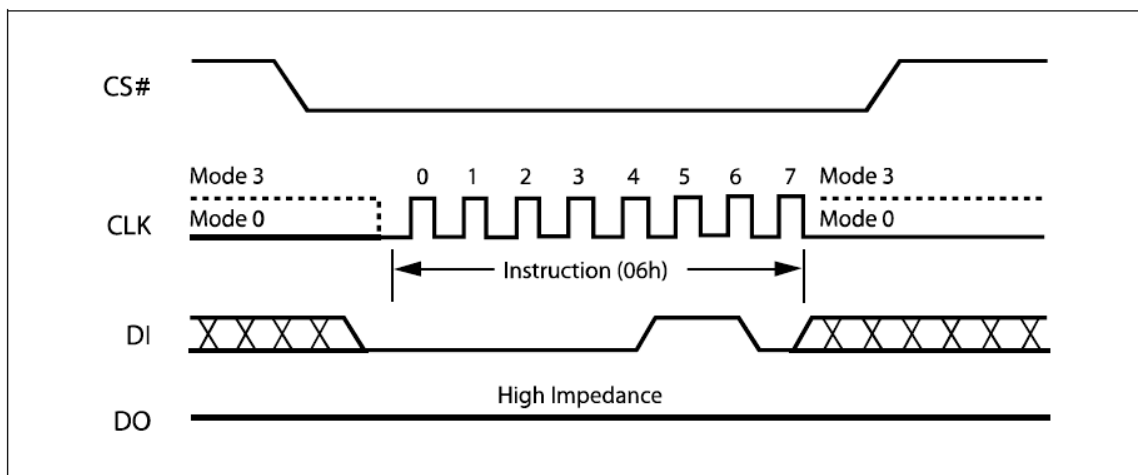 CS#
Mode 3
0 1 2 3 4 5 6 7
Mode 3
CLK
Mode 0
Mode 0
Instruction (06h)
DI
High Impedance
DO